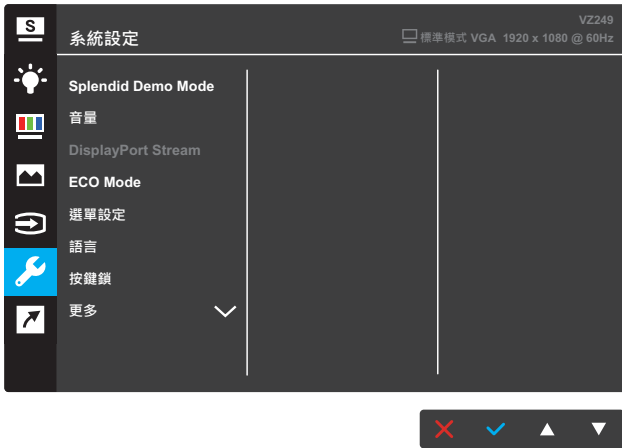 S
VZ249
系統設定
標準模式 VGA 1920 x 1080 @ 60Hz
Splendid Demo Mode
音量
DisplayPort Stream
ECO Mode
選單設定
語言
按鍵鎖
更多